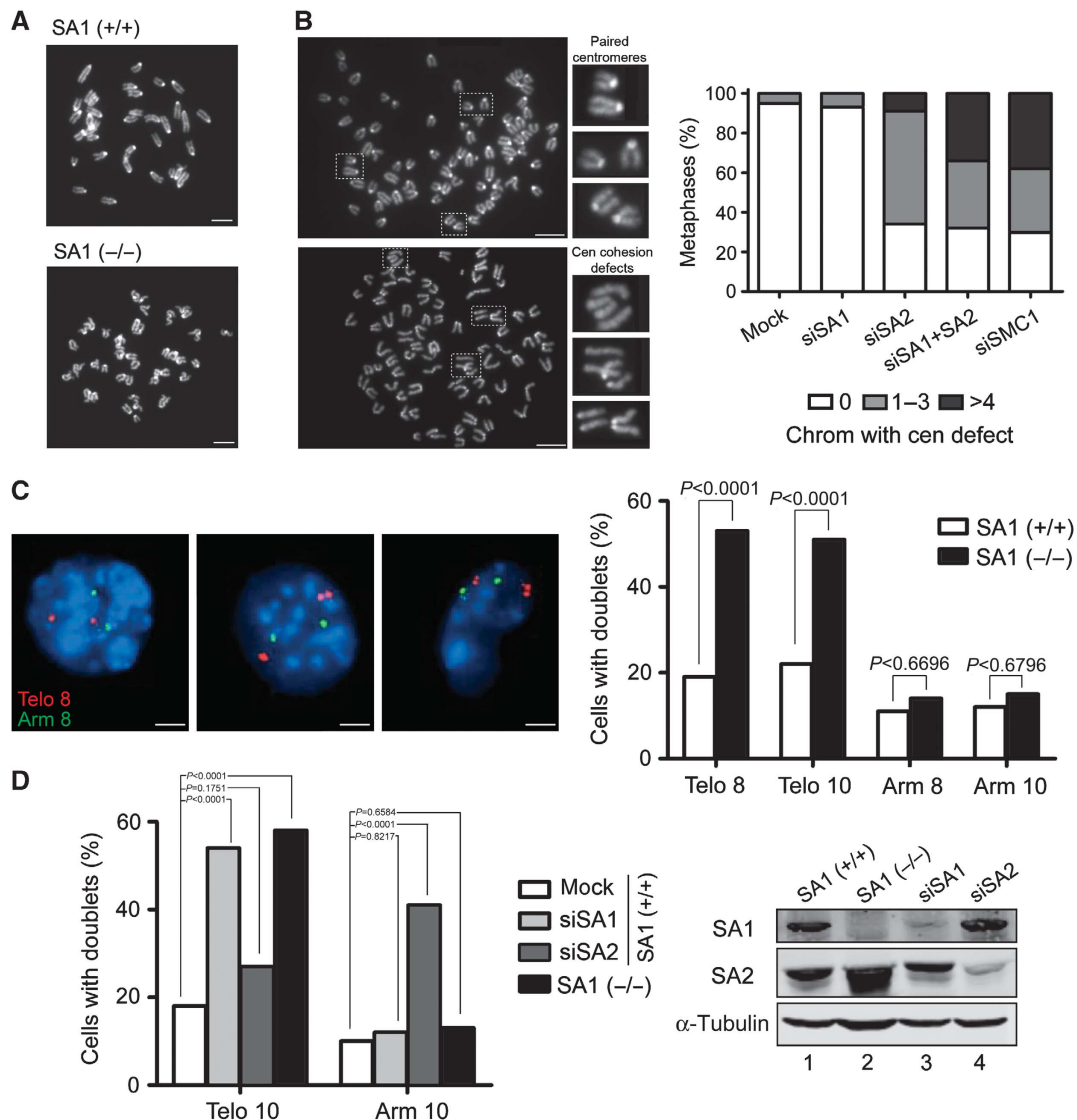 A
SA1 (+/+)
SA1 (–/–)
B
Paired
centromeres
Cen cohesion
defects
Metaphases (%)
100
80
60
40
20
0
Mock
siSA1
siSA2
siSA1+SA2
siSMC1
0 1–3 >4
Chrom with cen defect
C
Telo 8
Arm 8
Cells with doublets (%)
60
40
20
0
P<0.0001
P<0.0001
P<0.6696
P<0.6796
SA1 (+/+)
SA1 (–/–)
Telo 8 Telo 10 Arm 8 Arm 10
D
Cells with doublets (%)
60
40
20
0
P<0.0001
P=0.1751
P<0.0001
P=0.6584
P<0.0001
P=0.8217
Telo 10 Arm 10
Mock
siSA1
siSA2
SA1 (+/+)
SA1 (–/–)
SA1 (+/+)
SA1 (–/–)
siSA1
siSA2
SA1
SA2
α-Tubulin
1 2 3 4